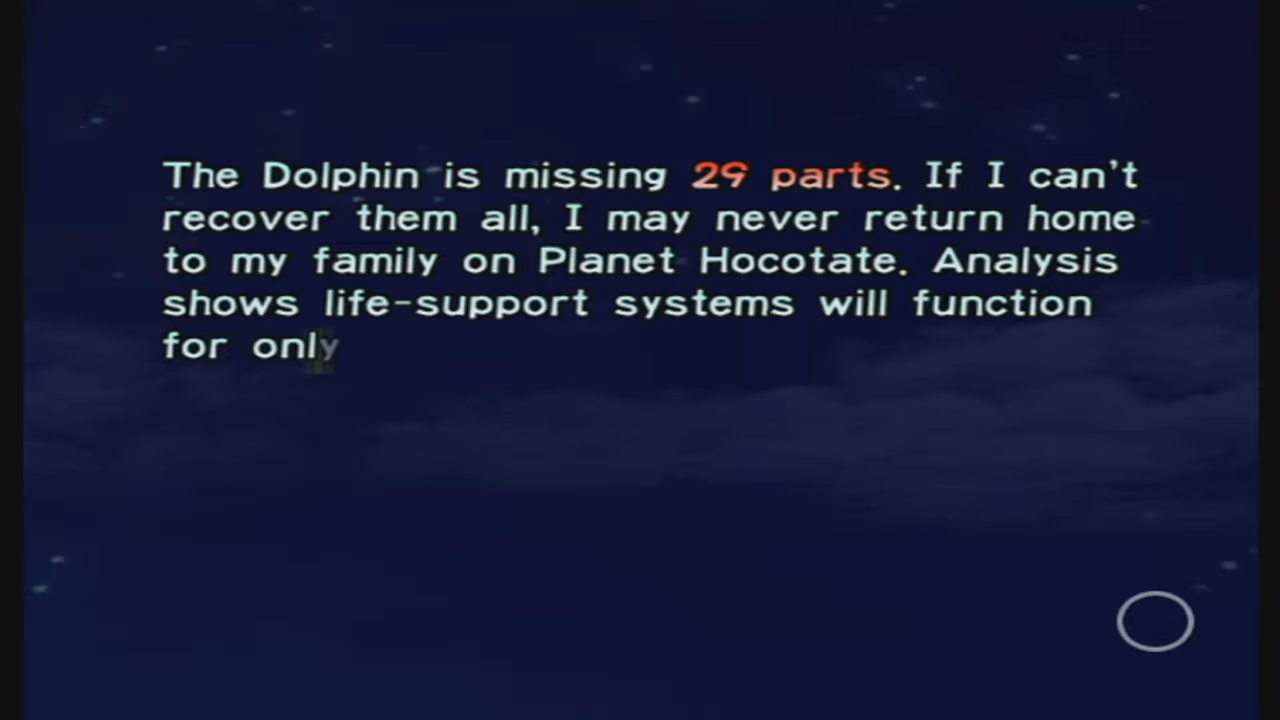 The Dolphin is missing 29 parts. If I can't
recover them all, I may never return home
to my family on Planet Hocotate. Analysis
shows life-support systems will function
for only